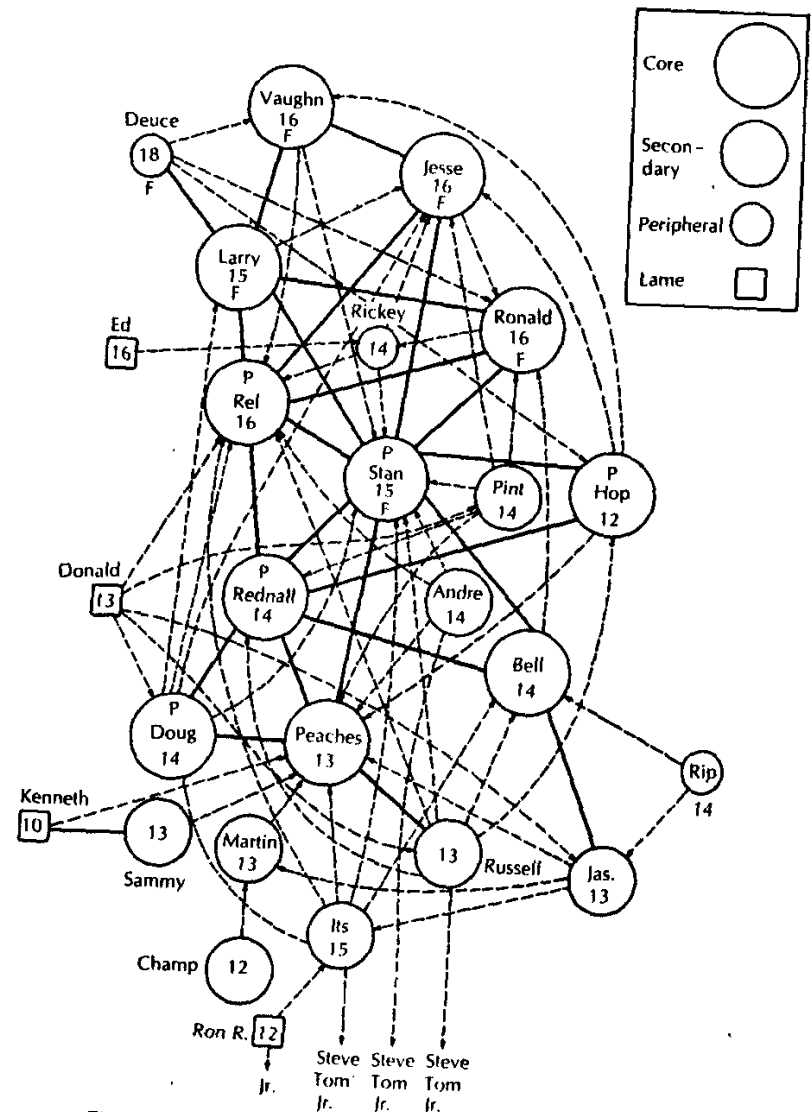 Core
Secon-
dary
Peripheral
Lame
Vaughn
16
F
Deuce
18
F
Jesse
16
F
Larry
15
F
Rickey
14
Ronald
16
F
Ed
16
P
Rel
16
P
Stan
15
F
Pint
14
P
Hop
12
Donald
13
P
Rednall
14
Andre
14
Bell
14
P
Doug
14
Peaches
13
Rip
14
Kenneth
10
13
Sammy
Martin
13
13
Russell
Jas.
13
Its
15
Champ
12
Ron R.
12
Jr.
Steve
Tom
Jr.
Steve
Tom
Jr.
Steve
Tom
Jr.